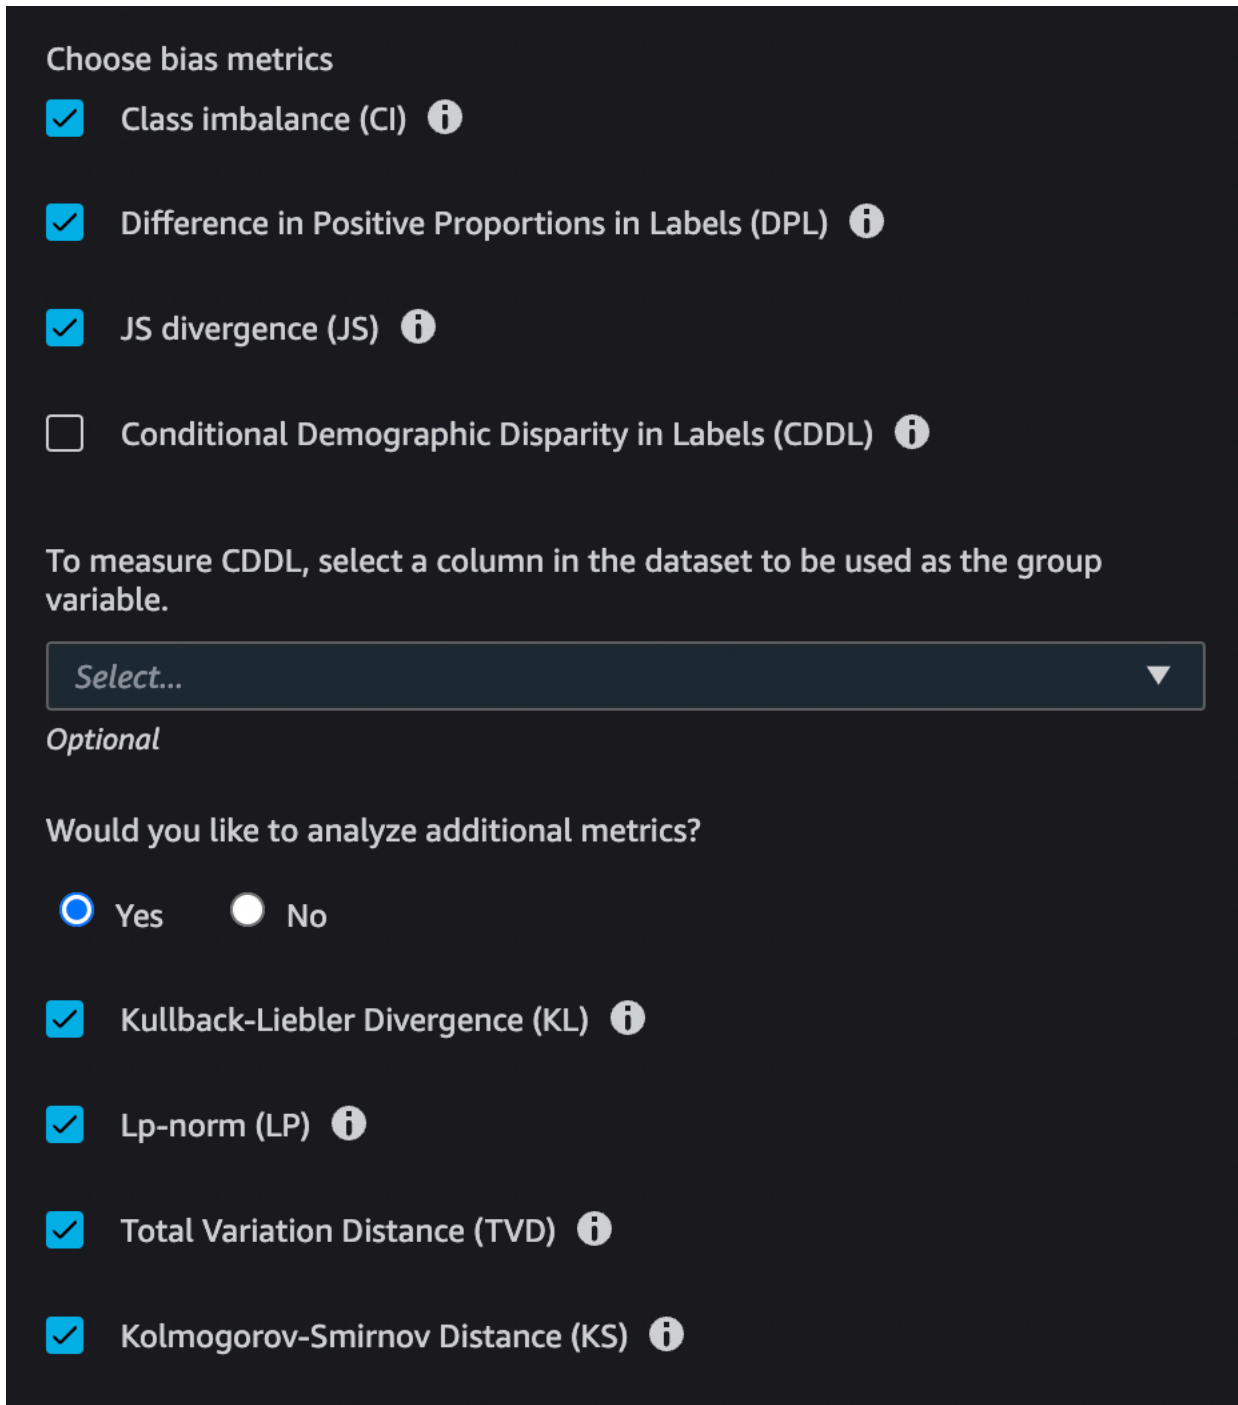 Choose bias metrics
Class imbalance (CI)
Difference in Positive Proportions in Labels (DPL)
JS divergence (JS)
Conditional Demographic Disparity in Labels (CDDL)
To measure CDDL, select a column in the dataset to be used as the group
variable.
Select...
Optional
Would you like to analyze additional metrics?
Yes No
Kullback-Liebler Divergence (KL)
Lp-norm (LP)
Total Variation Distance (TVD)
Kolmogorov-Smirnov Distance (KS)